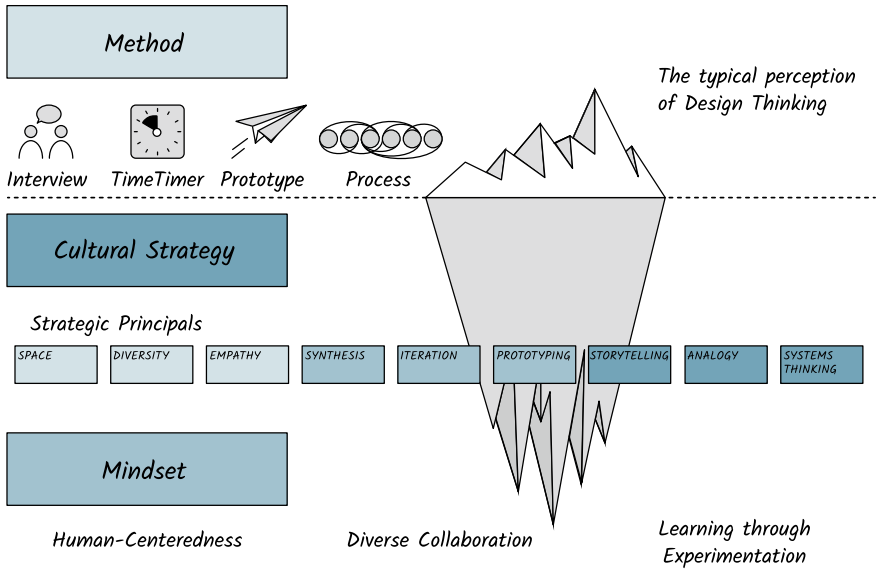 Method
The typical perception
of Design Thinking
Interview
TimeTimer
Prototype
Process
Cultural Strategy
Strategic Principals
SPACE
DIVERSITY
EMPATHY
SYNTHESIS
ITERATION
PROTOTYPING
STORYTELLING
ANALOGY
SYSTEMS
THINKING
Mindset
Human-Centeredness
Diverse Collaboration
Learning through
Experimentation